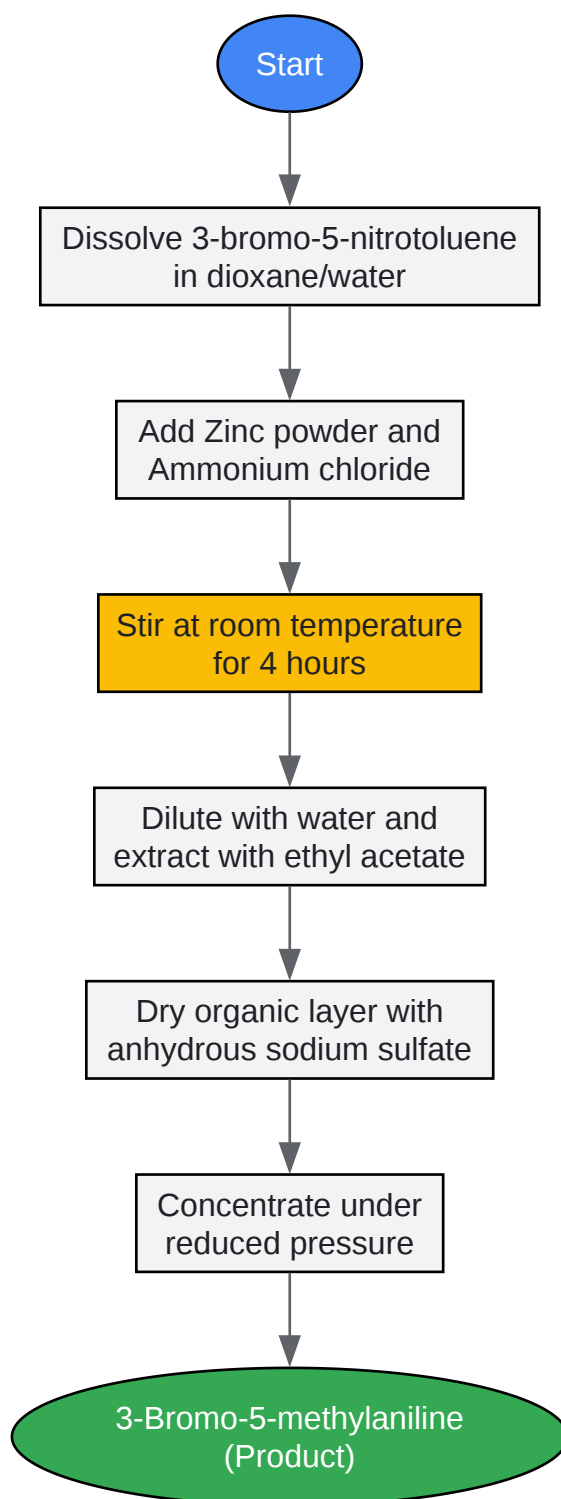 Start
Dissolve 3-bromo-5-nitrotoluene
in dioxane/water
Add Zinc powder and
Ammonium chloride
Stir at room temperature
for 4 hours
Dilute with water and
extract with ethyl acetate
Dry organic layer with
anhydrous sodium sulfate
Concentrate under
reduced pressure
3-Bromo-5-methylaniline
(Product)